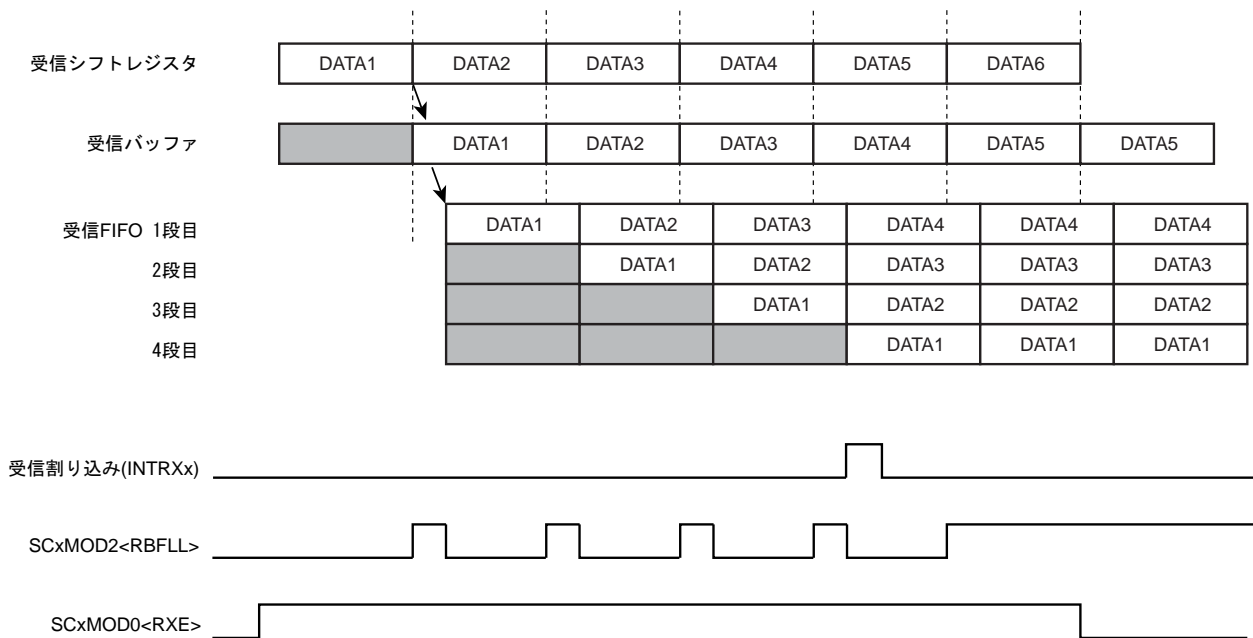 受信シフトレジスタ DATA1 DATA2 DATA3 DATA4 DATA5 DATA6
受信バッファ DATA1 DATA2 DATA3 DATA4 DATA5 DATA5
受信FIFO 1段目 DATA1 DATA2 DATA3 DATA4 DATA4 DATA4
2段目 DATA1 DATA2 DATA3 DATA3 DATA3
3段目 DATA1 DATA2 DATA2 DATA2
4段目 DATA1 DATA1 DATA1
受信割り込み(INTRXx)
SCxMOD2<RBFLL>
SCxMOD0<RXE>